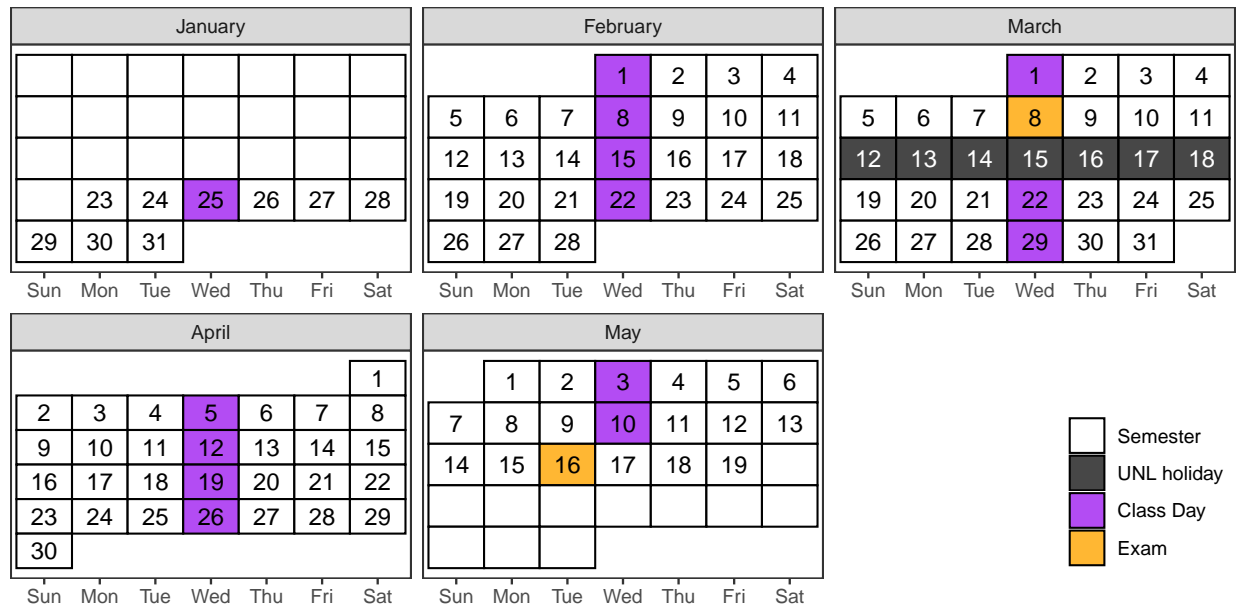 January
23 24 25 26 27 28
29 30 31
Sun Mon Tue Wed Thu Fri Sat
February
1 2 3 4
5 6 7 8 9 10 11
12 13 14 15 16 17 18
19 20 21 22 23 24 25
26 27 28
Sun Mon Tue Wed Thu Fri Sat
March
1 2 3 4
5 6 7 8 9 10 11
12 13 14 15 16 17 18
19 20 21 22 23 24 25
26 27 28 29 30 31
Sun Mon Tue Wed Thu Fri Sat
April
1
2 3 4 5 6 7 8
9 10 11 12 13 14 15
16 17 18 19 20 21 22
23 24 25 26 27 28 29
30
Sun Mon Tue Wed Thu Fri Sat
May
1 2 3 4 5 6
7 8 9 10 11 12 13
14 15 16 17 18 19
Sun Mon Tue Wed Thu Fri Sat
Semester
UNL holiday
Class Day
Exam